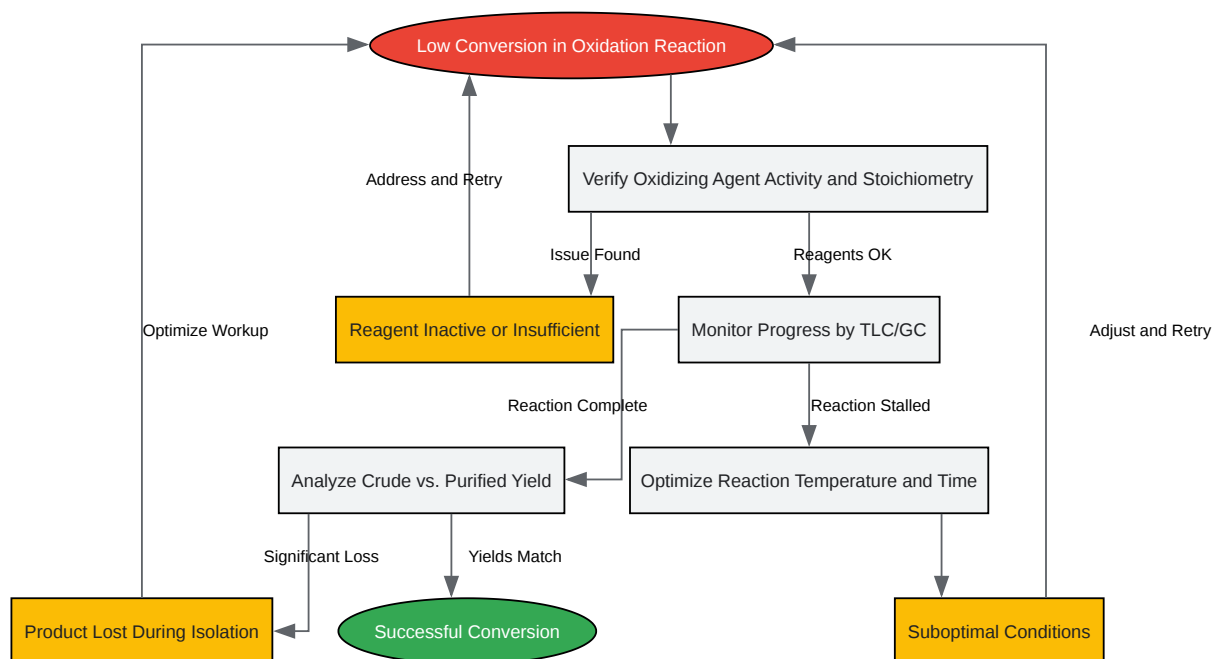 Low Conversion in Oxidation Reaction
Address and Retry
Verify Oxidizing Agent Activity and Stoichiometry
Issue Found
Reagents OK
Optimize Workup
Reagent Inactive or Insufficient
Monitor Progress by TLC/GC
Adjust and Retry
Reaction Complete
Reaction Stalled
Analyze Crude vs. Purified Yield
Optimize Reaction Temperature and Time
Significant Loss
Yields Match
Product Lost During Isolation
Successful Conversion
Suboptimal Conditions